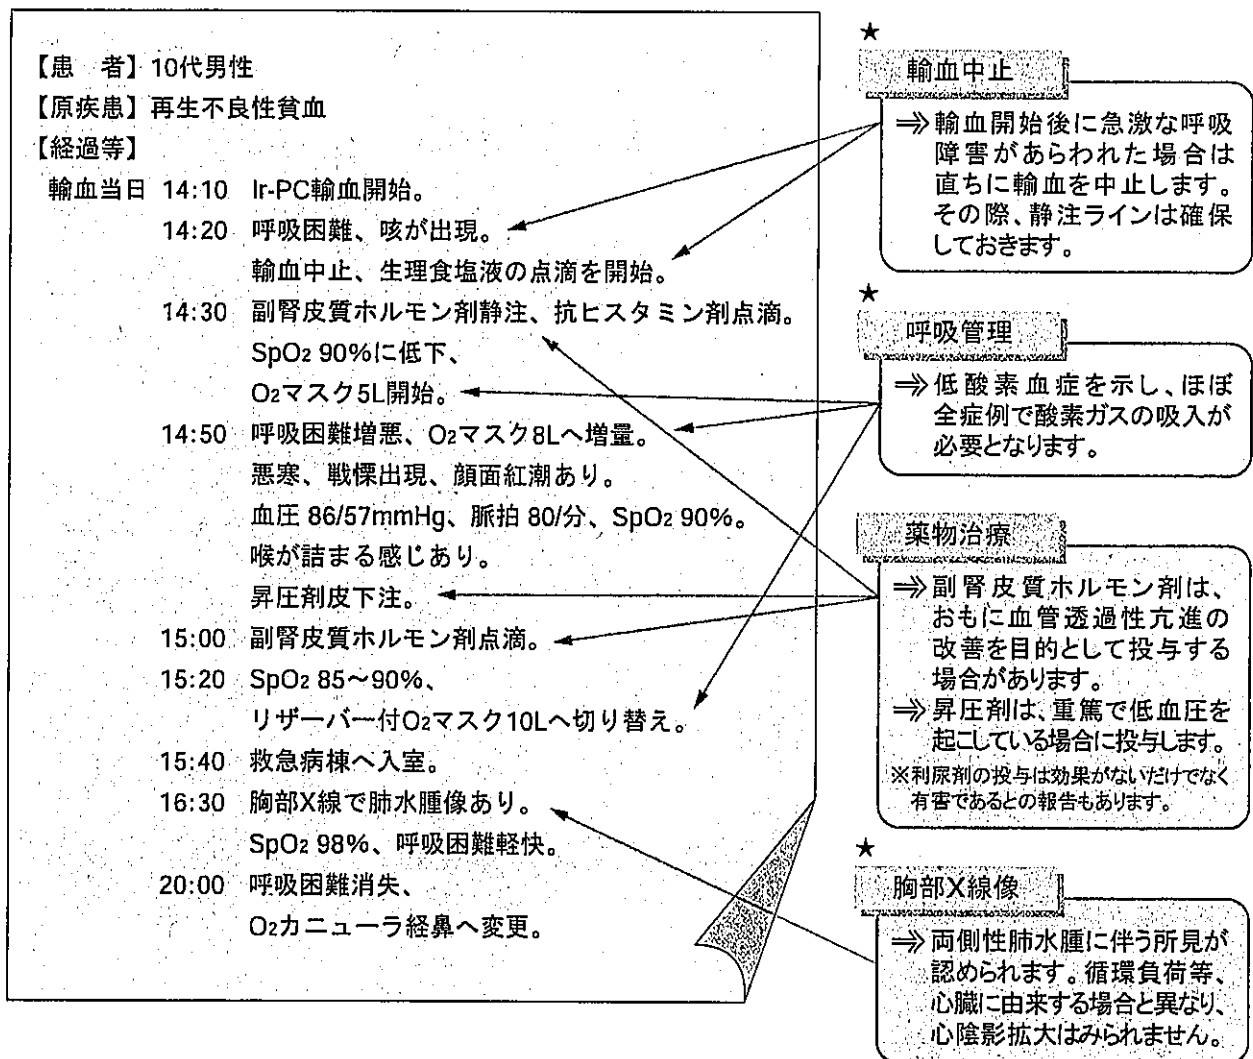 【患　者】10代男性
【原疾患】再生不良性貧血
【経過等】
輸血当日 14:10 Ir-PC輸血開始。
14:20 呼吸困難、咳が出現。
輸血中止、生理食塩液の点滴を開始。
14:30 副腎皮質ホルモン剤静注、抗ヒスタミン剤点滴。
SpO2 90%に低下、
O2マスク5L開始。
14:50 呼吸困難増悪、O2マスク8Lへ増量。
悪寒、戦慄出現、顔面紅潮あり。
血圧 86/57mmHg、脈拍 80/分、SpO2 90%。
喉が詰まる感じあり。
昇圧剤皮下注。
15:00 副腎皮質ホルモン剤点滴。
15:20 SpO2 85〜90%、
リザーバー付O2マスク10Lへ切り替え。
15:40 救急病棟へ入室。
16:30 胸部X線で肺水腫像あり。
SpO2 98%、呼吸困難軽快。
20:00 呼吸困難消失、
O2カニューラ経鼻へ変更。
★
輸血中止
⇒輸血開始後に急激な呼吸
障害があらわれた場合は
直ちに輸血を中止します。
その際、静注ラインは確保
しておきます。
★
呼吸管理
⇒低酸素血症を示し、ほぼ
全症例で酸素ガスの吸入が
必要となります。
薬物治療
⇒副腎皮質ホルモン剤は、
おもに血管透過性亢進の
改善を目的として投与する
場合があります。
⇒昇圧剤は、重篤で低血圧を
起こしている場合に投与します。
※利尿剤の投与は効果がないだけでなく
有害であるとの報告もあります。
★
胸部X線像
⇒両側性肺水腫に伴う所見が
認められます。循環負荷等、
心臓に由来する場合と異なり、
心陰影拡大はみられません。